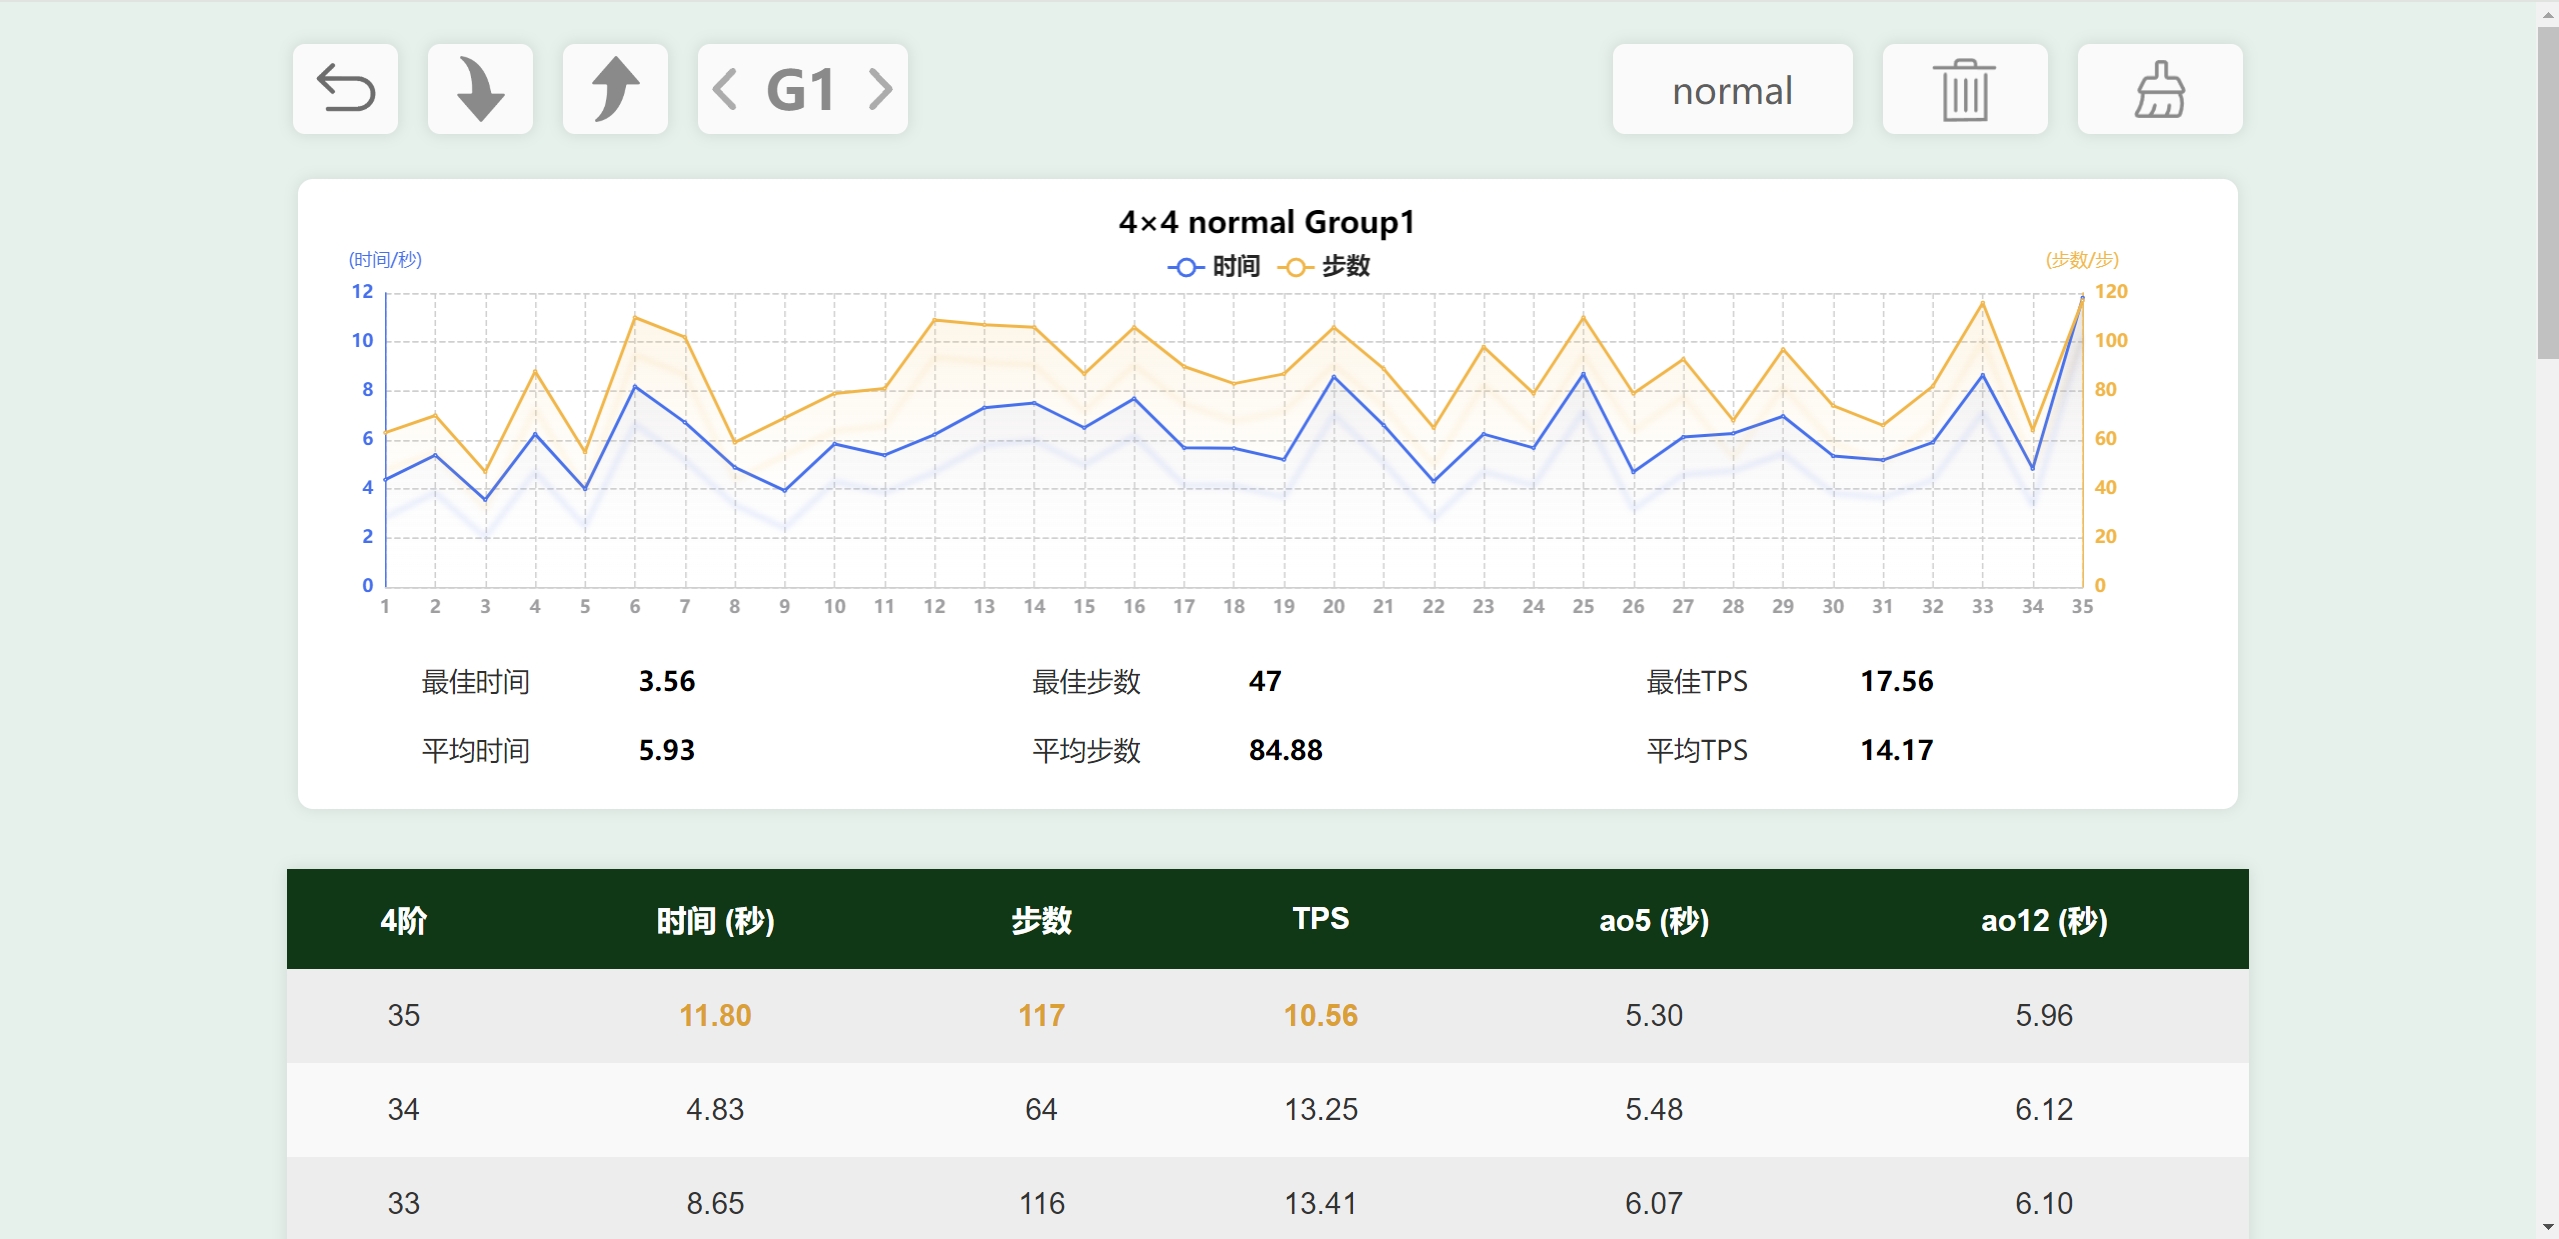 G1
normal
4×4 normal Group1
(时间/秒)
时间 步数
(步数/步)
12 120
10 100
8 80
6 60
4 40
2 20
0 0
1 2 3 4 5 6 7 8 9 10 11 12 13 14 15 16 17 18 19 20 21 22 23 24 25 26 27 28 29 30 31 32 33 34 35
最佳时间 3.56 最佳步数 47 最佳TPS 17.56
平均时间 5.93 平均步数 84.88 平均TPS 14.17
4阶 时间 (秒) 步数 TPS ao5 (秒) ao12 (秒)
35 11.80 117 10.56 5.30 5.96
34 4.83 64 13.25 5.48 6.12
33 8.65 116 13.41 6.07 6.10